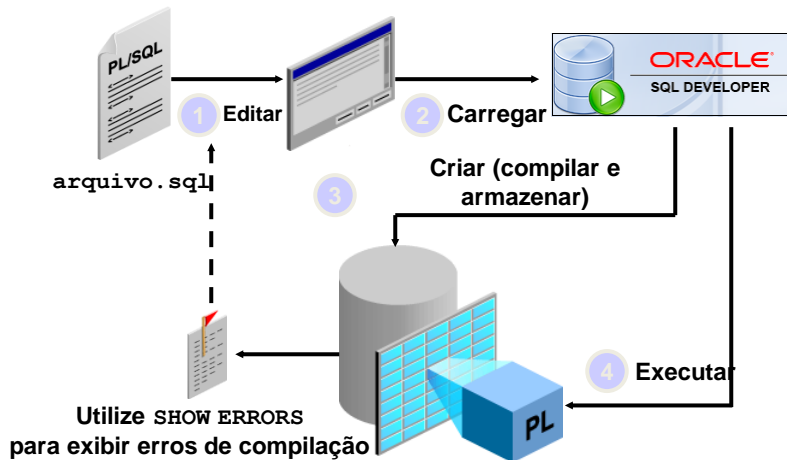 PL/SQL
1 Editar
2 Carregar
ORACLE
SQL DEVELOPER
arquivo.sql
3
Criar (compilar e
armazenar)
4 Executar
PL
Utilize SHOW ERRORS
para exibir erros de compilação